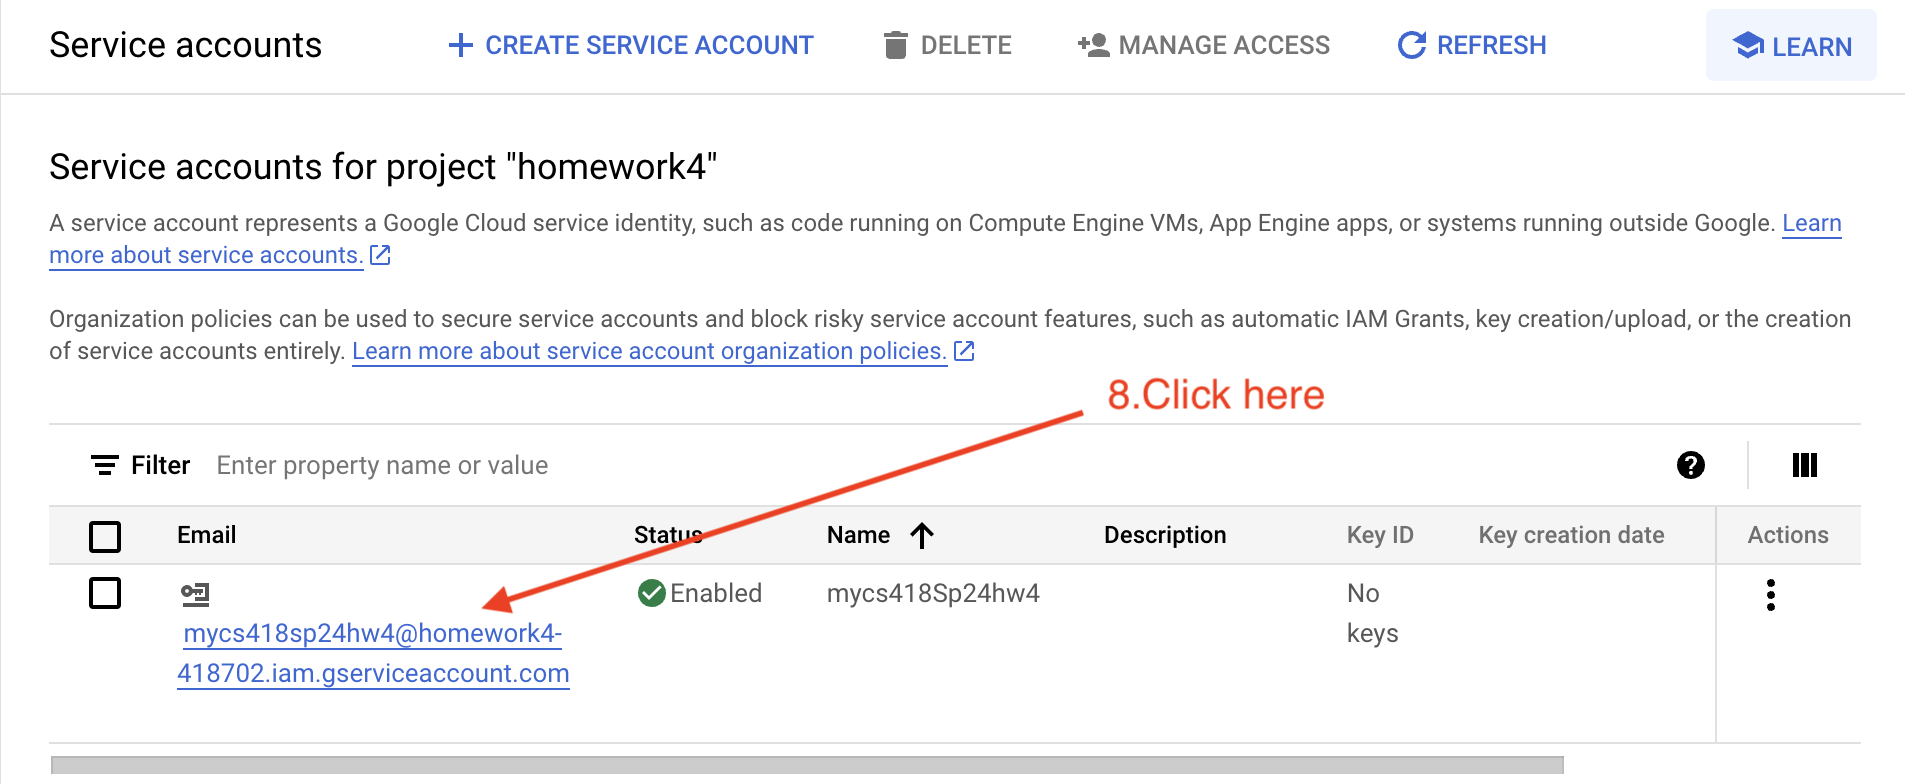 Service accounts
CREATE SERVICE ACCOUNT
DELETE
MANAGE ACCESS
REFRESH
LEARN
Service accounts for project "homework4"
A service account represents a Google Cloud service identity, such as code running on Compute Engine VMs, App Engine apps, or systems running outside Google. Learn
more about service accounts.
Organization policies can be used to secure service accounts and block risky service account features, such as automatic IAM Grants, key creation/upload, or the creation
of service accounts entirely. Learn more about service account organization policies.
8.Click here
Filter Enter property name or value
Email Status Name Description Key ID Key creation date Actions
Enabled mycs418Sp24hw4 No
mycs418sp24hw4@homework4- keys
418702.iam.gserviceaccount.com